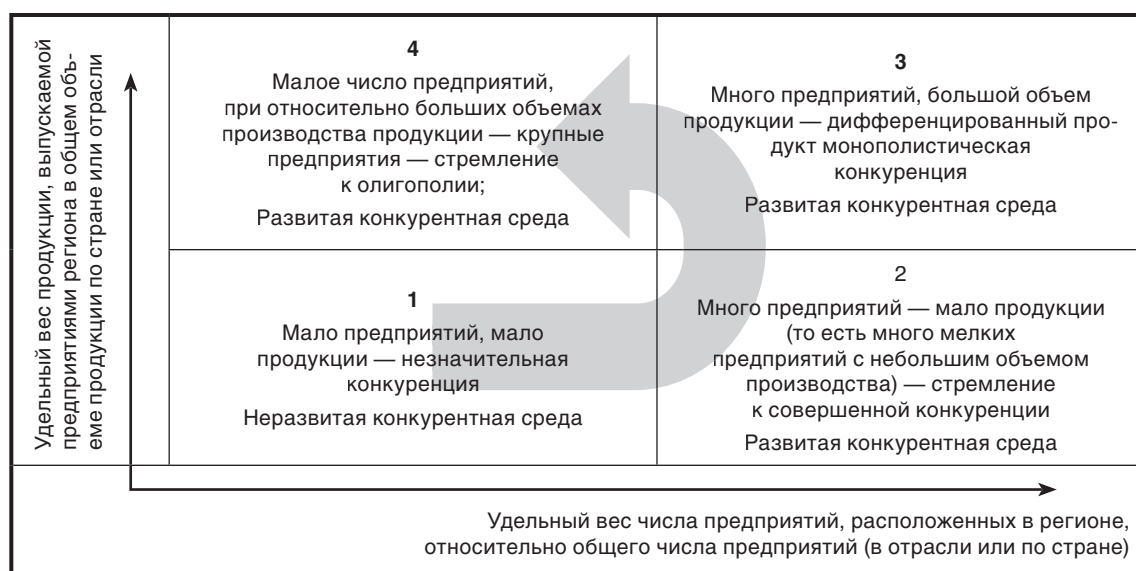 Удельный вес продукции, выпускаемой
предприятиями региона в общем объ-
еме продукции по стране или отрасли
4
Малое число предприятий,
при относительно больших объемах
производства продукции — крупные
предприятия — стремление
к олигополии;
Развитая конкурентная среда
3
Много предприятий, большой объем
продукции — дифференцированный про-
дукт монополистическая
конкуренция
Развитая конкурентная среда
1
Мало предприятий, мало
продукции — незначительная
конкуренция
Неразвитая конкурентная среда
2
Много предприятий — мало продукции
(то есть много мелких
предприятий с небольшим объемом
производства) — стремление
к совершенной конкуренции
Развитая конкурентная среда
Удельный вес числа предприятий, расположенных в регионе,
относительно общего числа предприятий (в отрасли или по стране)